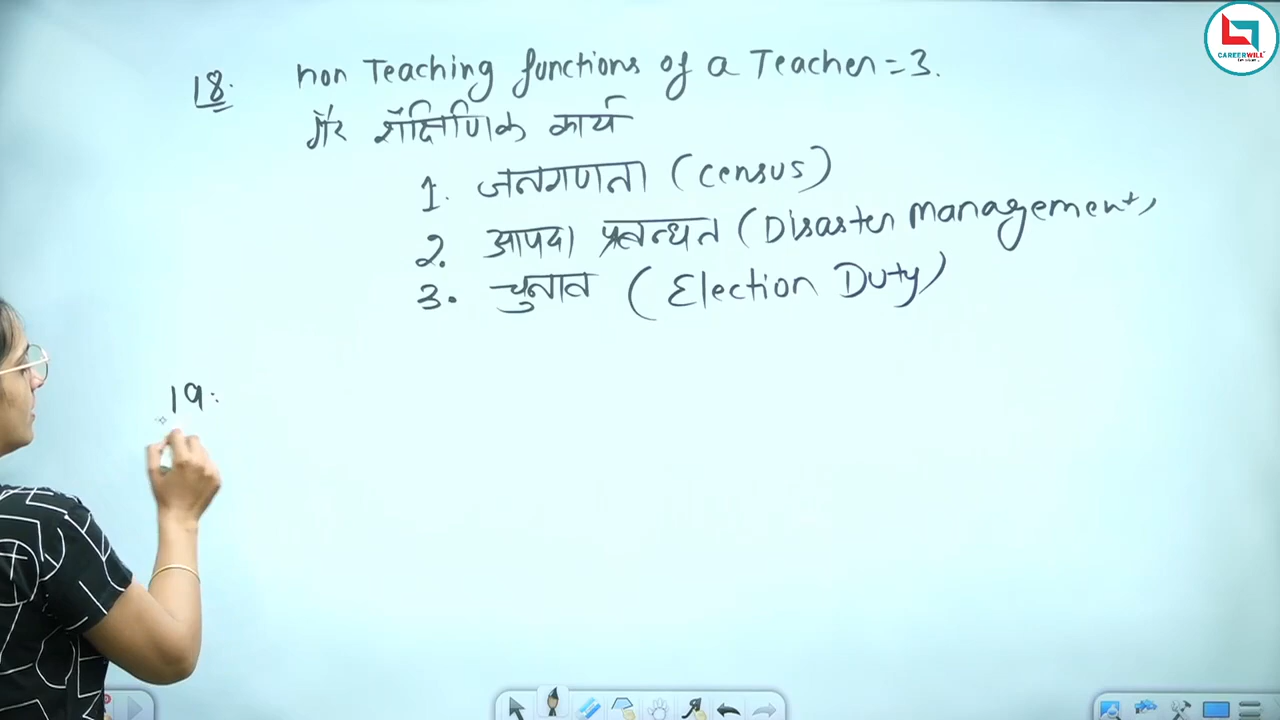 CAREERWILL
18. non Teaching functions of a Teacher = 3.
गैर शैक्षिणिक कार्य
1. जनगणना (Census)
2. आपदा प्रबन्धन (Disaster Management)
3. चुनाव (Election Duty)
19.